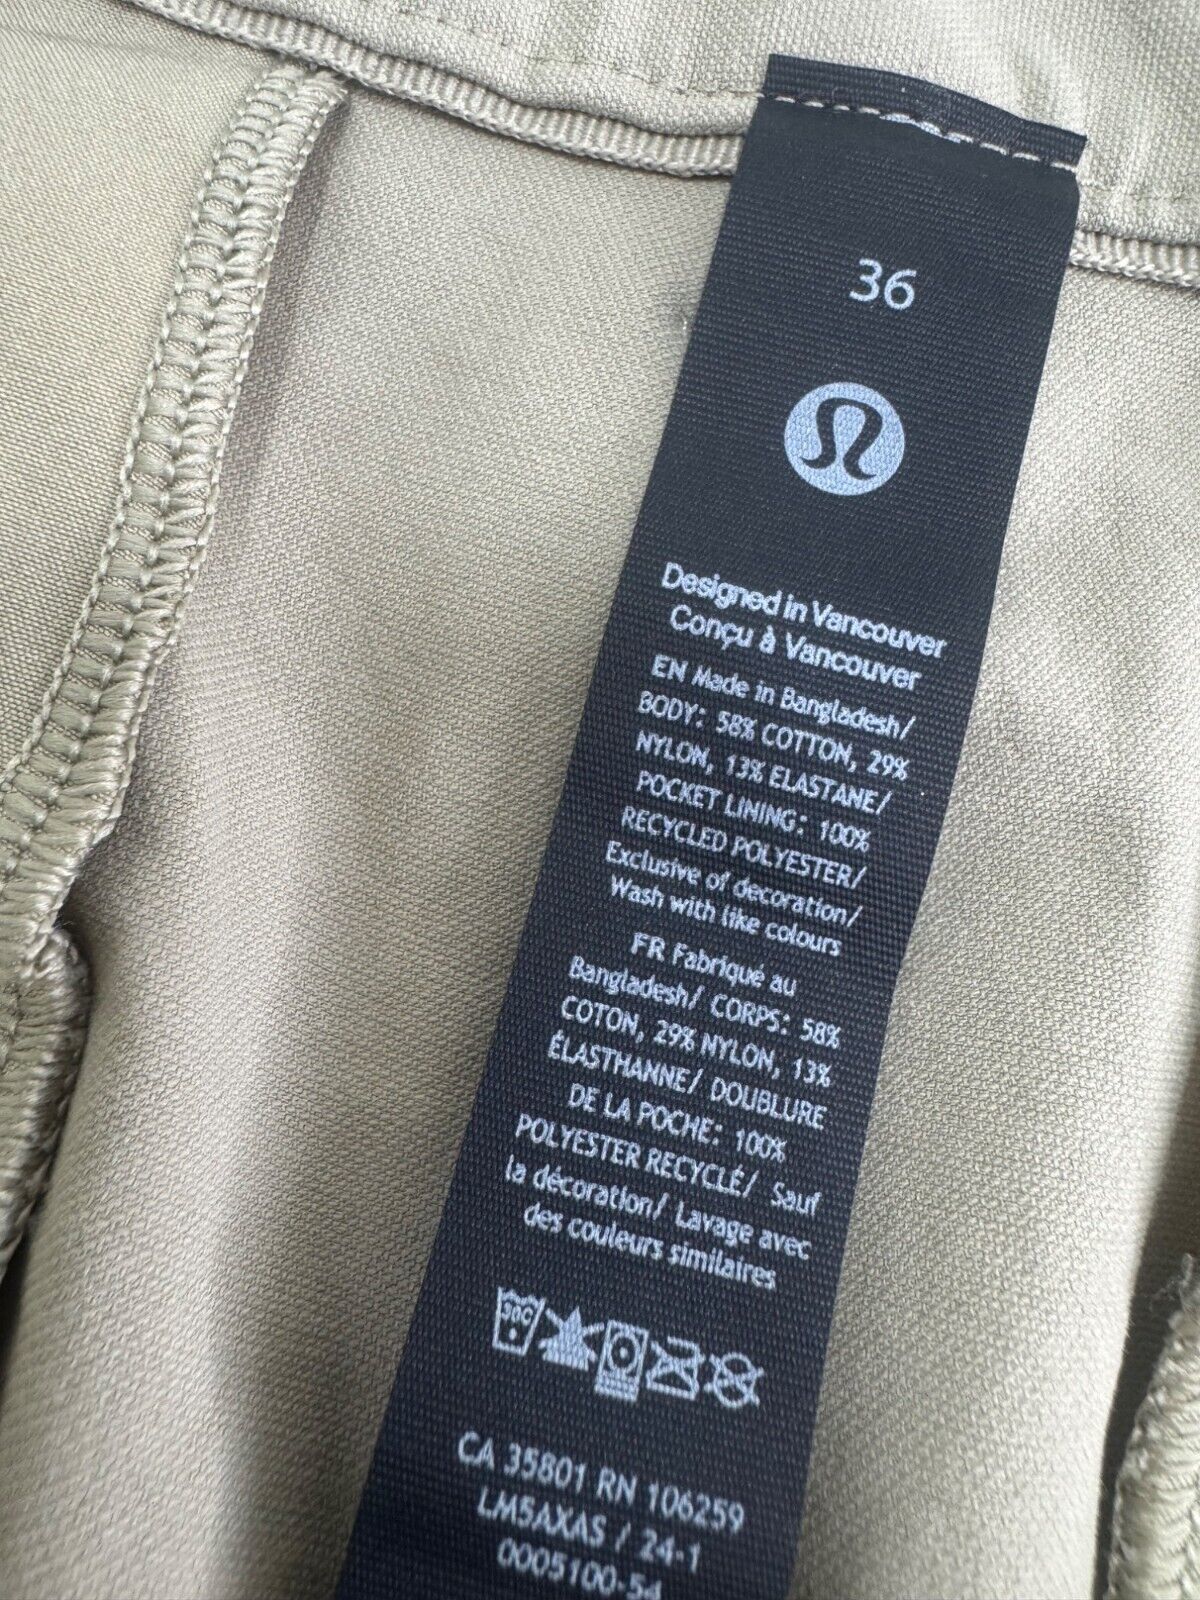 36
Designed in Vancouver
Conçu à Vancouver
EN Made in Bangladesh/
BODY: 58% COTTON, 29%
NYLON, 13% ELASTANE/
POCKET LINING: 100%
RECYCLED POLYESTER/
Exclusive of decoration/
Wash with like colours
FR Fabriqué au
Bangladesh/ CORPS: 58%
COTON, 29% NYLON, 13%
ÉLASTHANNE/ DOUBLURE
DE LA POCHE: 100%
POLYESTER RECYCLÉ/ Sauf
la décoration/ Lavage avec
des couleurs similaires
30C
CA 35801 RN 106259
LM5AXAS / 24-1
0005100-54